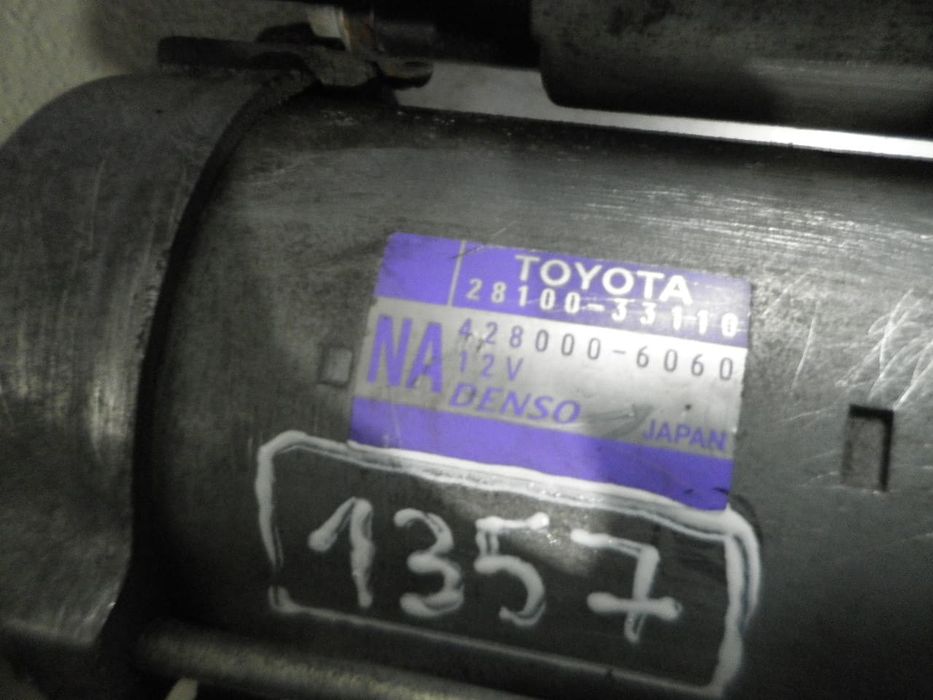 TOYOTA
28100-33110
NA
428000-6060
12V
DENSO
JAPAN
1357